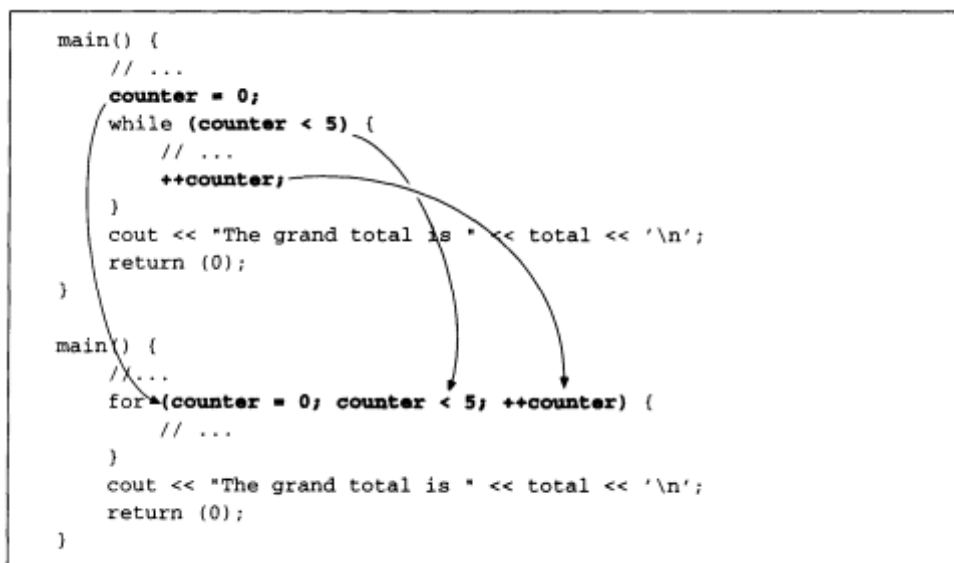 main() {
    // ...
    counter = 0;
    while (counter < 5) {
        // ...
        ++counter;
    }
    cout << "The grand total is " << total << '\n';
    return (0);
}
main() {
    //...
    for (counter = 0; counter < 5; ++counter) {
        // ...
    }
    cout << "The grand total is " << total << '\n';
    return (0);
}